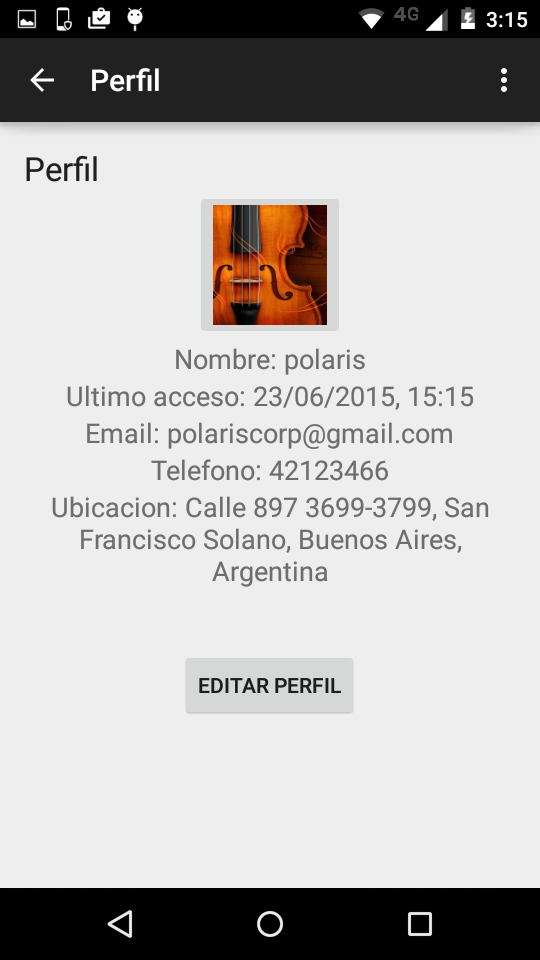 4G 3:15
Perfil
Perfil
Nombre: polaris
Ultimo acceso: 23/06/2015, 15:15
Email: polariscorp@gmail.com
Telefono: 42123466
Ubicacion: Calle 897 3699-3799, San
Francisco Solano, Buenos Aires,
Argentina
EDITAR PERFIL